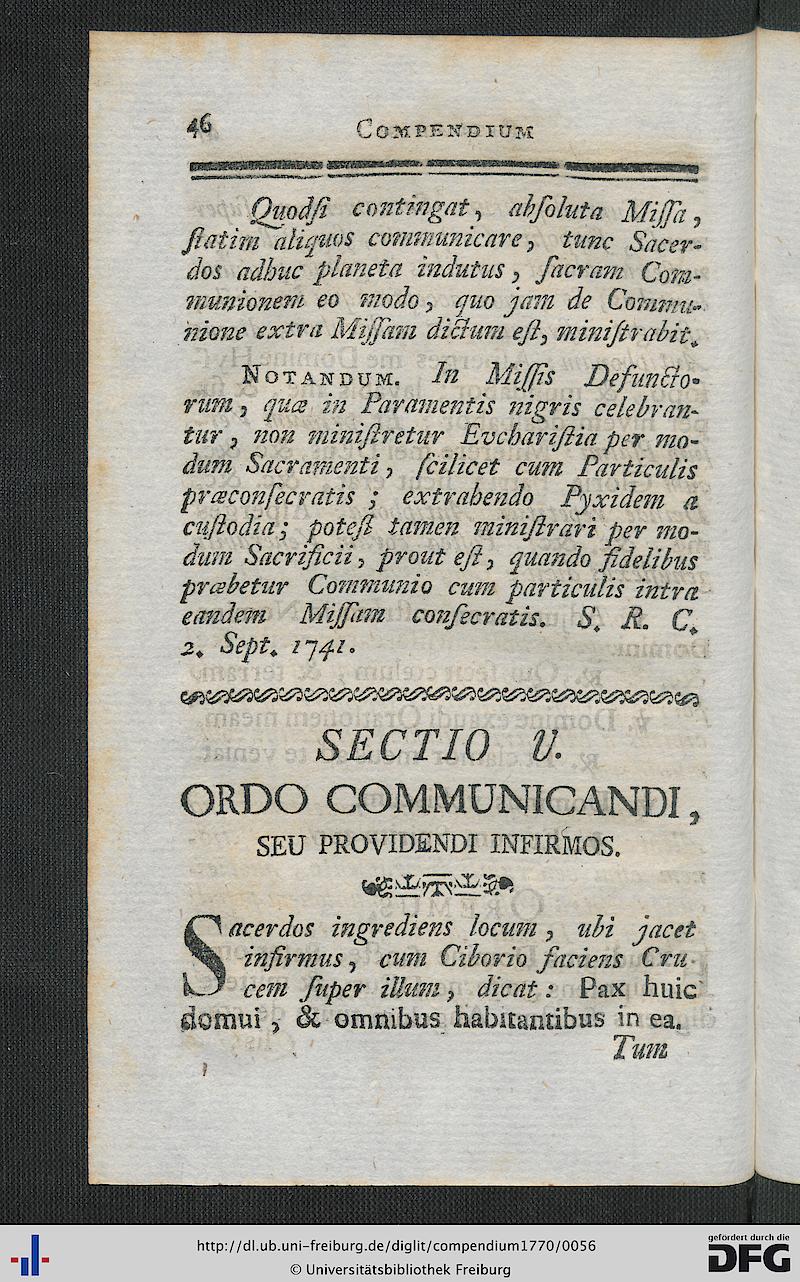 46 COMPENDIUM
Quodſi contingat, abſoluta Miſſa,
ſtatim aliquos communicare, tunc Sacer-
dos adhuc planeta indutus, ſacram Com-
munionem eo modo, quo jam de Commu-
nione extra Miſſam dictum eſt, miniſtrabit.
NOTANDUM. In Miſſis Defuncto-
rum, quæ in Paramentis nigris celebran-
tur, non miniſtretur Evchariſtia per mo-
dum Sacramenti, ſcilicet cum Particulis
præconſecratis; extrahendo Pyxidem a
cuſtodia; poteſt tamen miniſtrari per mo-
dum Sacrificii, prout eſt, quando fidelibus
præbetur Communio cum particulis intra
eandem Miſſam conſecratis. S. R. C.
2. Sept. 1741.
SECTIO V.
ORDO COMMUNICANDI,
SEU PROVIDENDI INFIRMOS.
Sacerdos ingrediens locum, ubi jacet
infirmus, cum Ciborio faciens Cru
cem ſuper illum, dicat: Pax huic
domui, & omnibus habitantibus in ea.
Tum
http://dl.ub.uni-freiburg.de/diglit/compendium1770/0056
© Universitätsbibliothek Freiburg
gefördert durch die
DFG